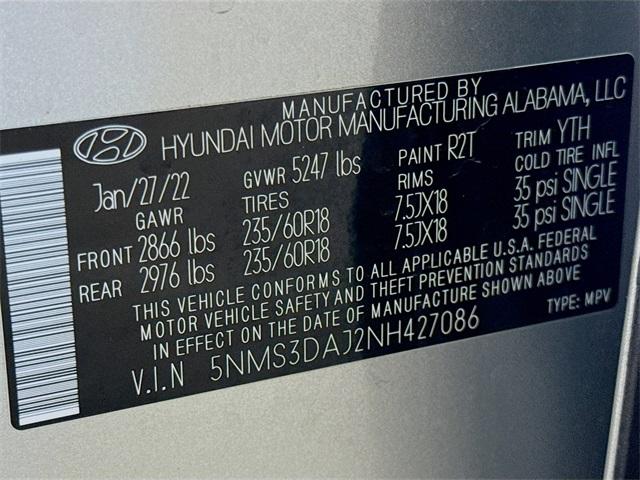 MANUFACTURED BY
HYUNDAI MOTOR MANUFACTURING ALABAMA, LLC
Jan/27/22 GVWR 5247 lbs PAINT R2T TRIM YTH
GAWR TIRES RIMS COLD TIRE INFL
FRONT 2866 lbs 235/60R18 7.5JX18 35 psi SINGLE
REAR 2976 lbs 235/60R18 7.5JX18 35 psi SINGLE
THIS VEHICLE CONFORMS TO ALL APPLICABLE U.S.A. FEDERAL
MOTOR VEHICLE SAFETY AND THEFT PREVENTION STANDARDS
IN EFFECT ON THE DATE OF MANUFACTURE SHOWN ABOVE
V.I.N 5NMS3DAJ2NH427086 TYPE: MPV